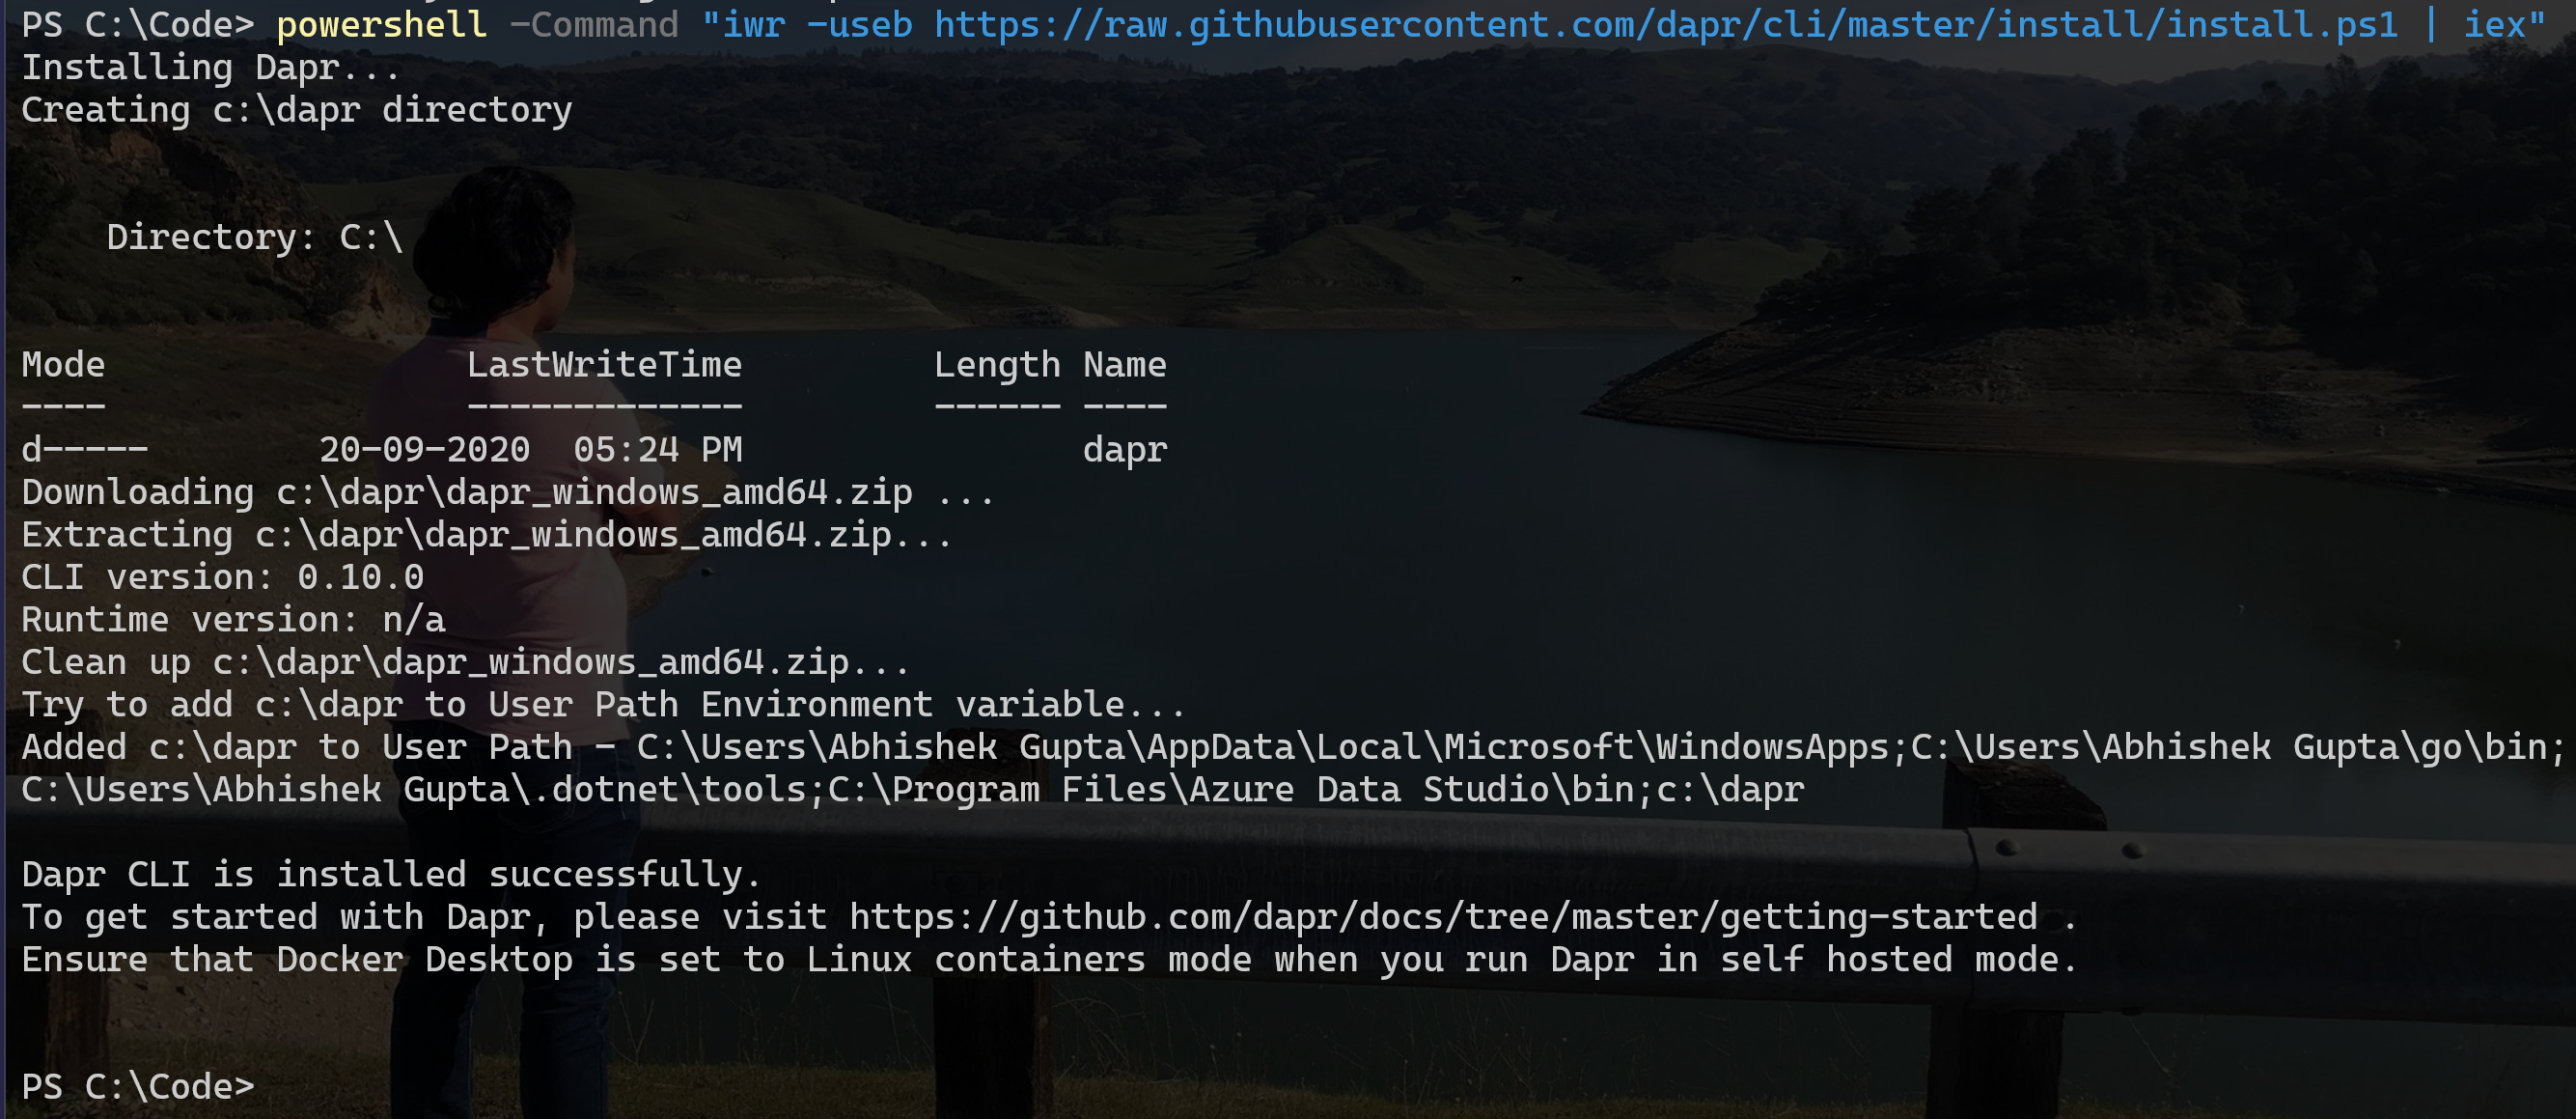 PS C:\Code> powershell -Command "iwr -useb https://raw.githubusercontent.com/dapr/cli/master/install/install.ps1 | iex"
Installing Dapr...
Creating c:\dapr directory
Directory: C:\
Mode                 LastWriteTime         Length Name
----                 -------------         ------ ----
d-----        20-09-2020  05:24 PM                dapr
Downloading c:\dapr\dapr_windows_amd64.zip ...
Extracting c:\dapr\dapr_windows_amd64.zip...
CLI version: 0.10.0
Runtime version: n/a
Clean up c:\dapr\dapr_windows_amd64.zip...
Try to add c:\dapr to User Path Environment variable...
Added c:\dapr to User Path - C:\Users\Abhishek Gupta\AppData\Local\Microsoft\WindowsApps;C:\Users\Abhishek Gupta\go\bin;
C:\Users\Abhishek Gupta\.dotnet\tools;C:\Program Files\Azure Data Studio\bin;c:\dapr
Dapr CLI is installed successfully.
To get started with Dapr, please visit https://github.com/dapr/docs/tree/master/getting-started .
Ensure that Docker Desktop is set to Linux containers mode when you run Dapr in self hosted mode.
PS C:\Code>